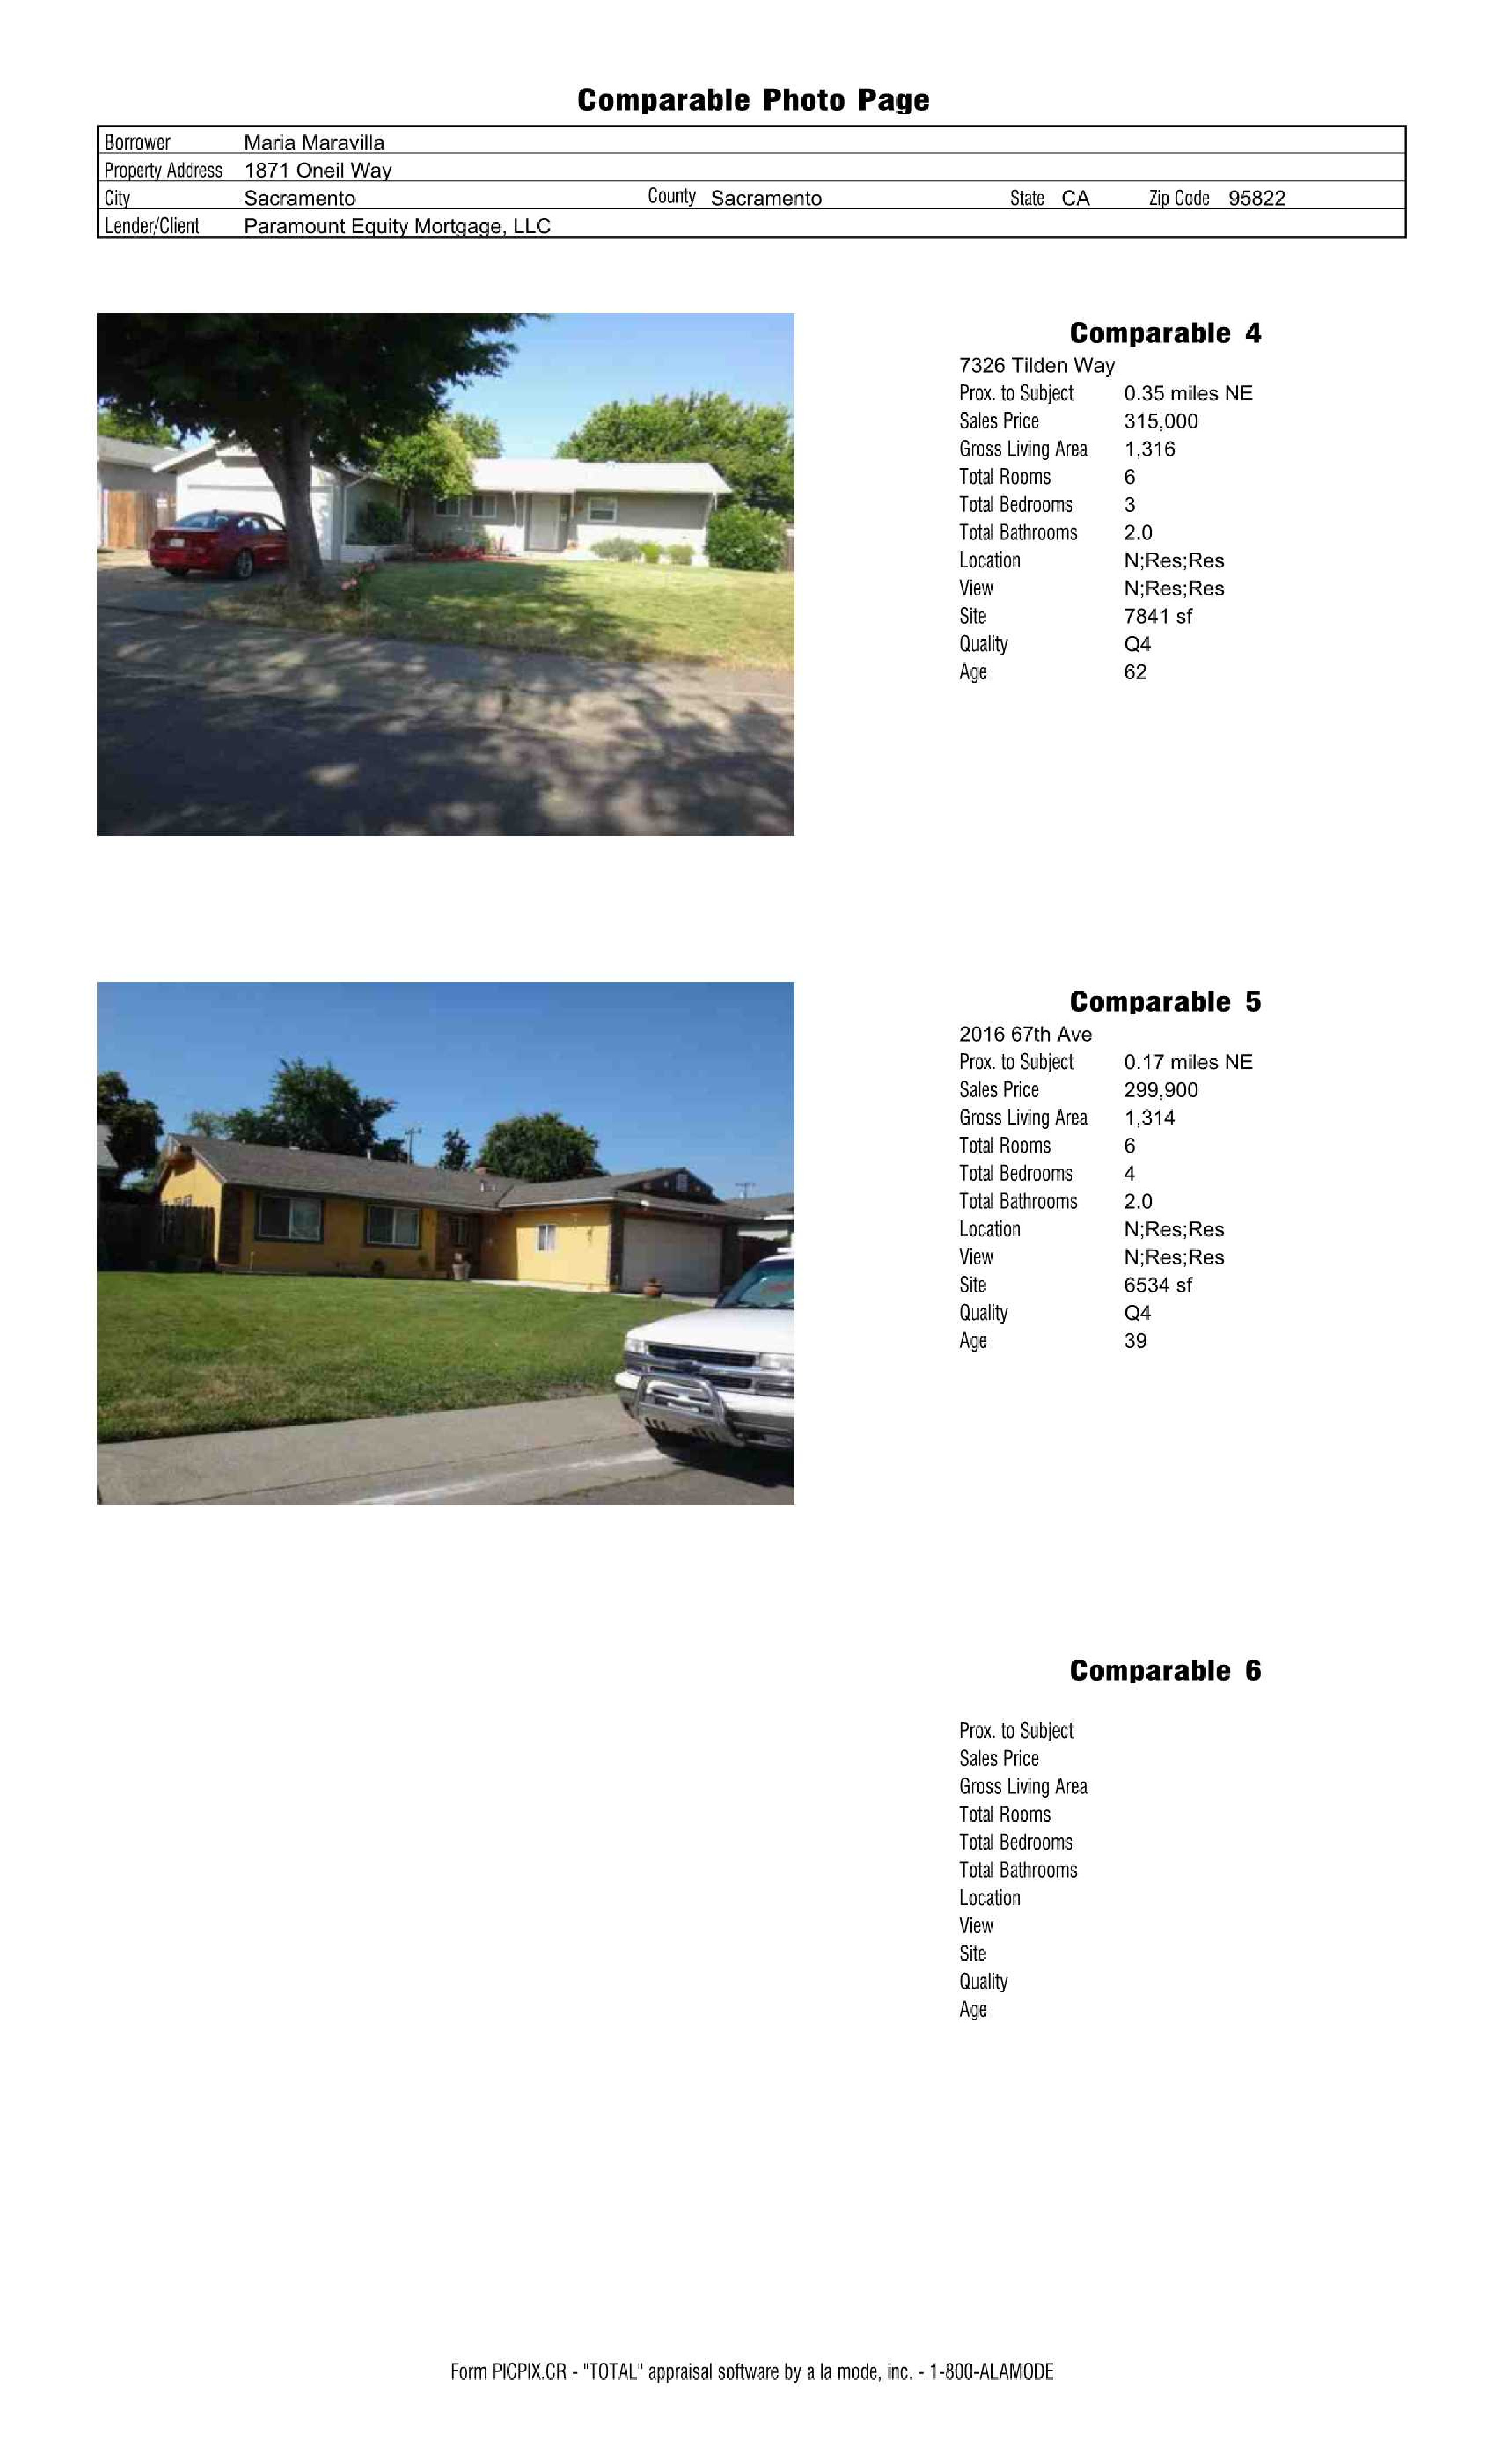 Comparable Photo Page
Borrower Maria Maravilla
Property Address 1871 Oneil Way
City Sacramento County Sacramento State CA Zip Code 95822
Lender/Client Paramount Equity Mortgage, LLC
Comparable 4
7326 Tilden Way
Prox. to Subject 0.35 miles NE
Sales Price 315,000
Gross Living Area 1,316
Total Rooms 6
Total Bedrooms 3
Total Bathrooms 2.0
Location N;Res;Res
View N;Res;Res
Site 7841 sf
Quality Q4
Age 62
Comparable 5
2016 67th Ave
Prox. to Subject 0.17 miles NE
Sales Price 299,900
Gross Living Area 1,314
Total Rooms 6
Total Bedrooms 4
Total Bathrooms 2.0
Location N;Res;Res
View N;Res;Res
Site 6534 sf
Quality Q4
Age 39
Comparable 6
Prox. to Subject
Sales Price
Gross Living Area
Total Rooms
Total Bedrooms
Total Bathrooms
Location
View
Site
Quality
Age
Form PICPIX.CR - "TOTAL" appraisal software by a la mode, inc. - 1-800-ALAMODE